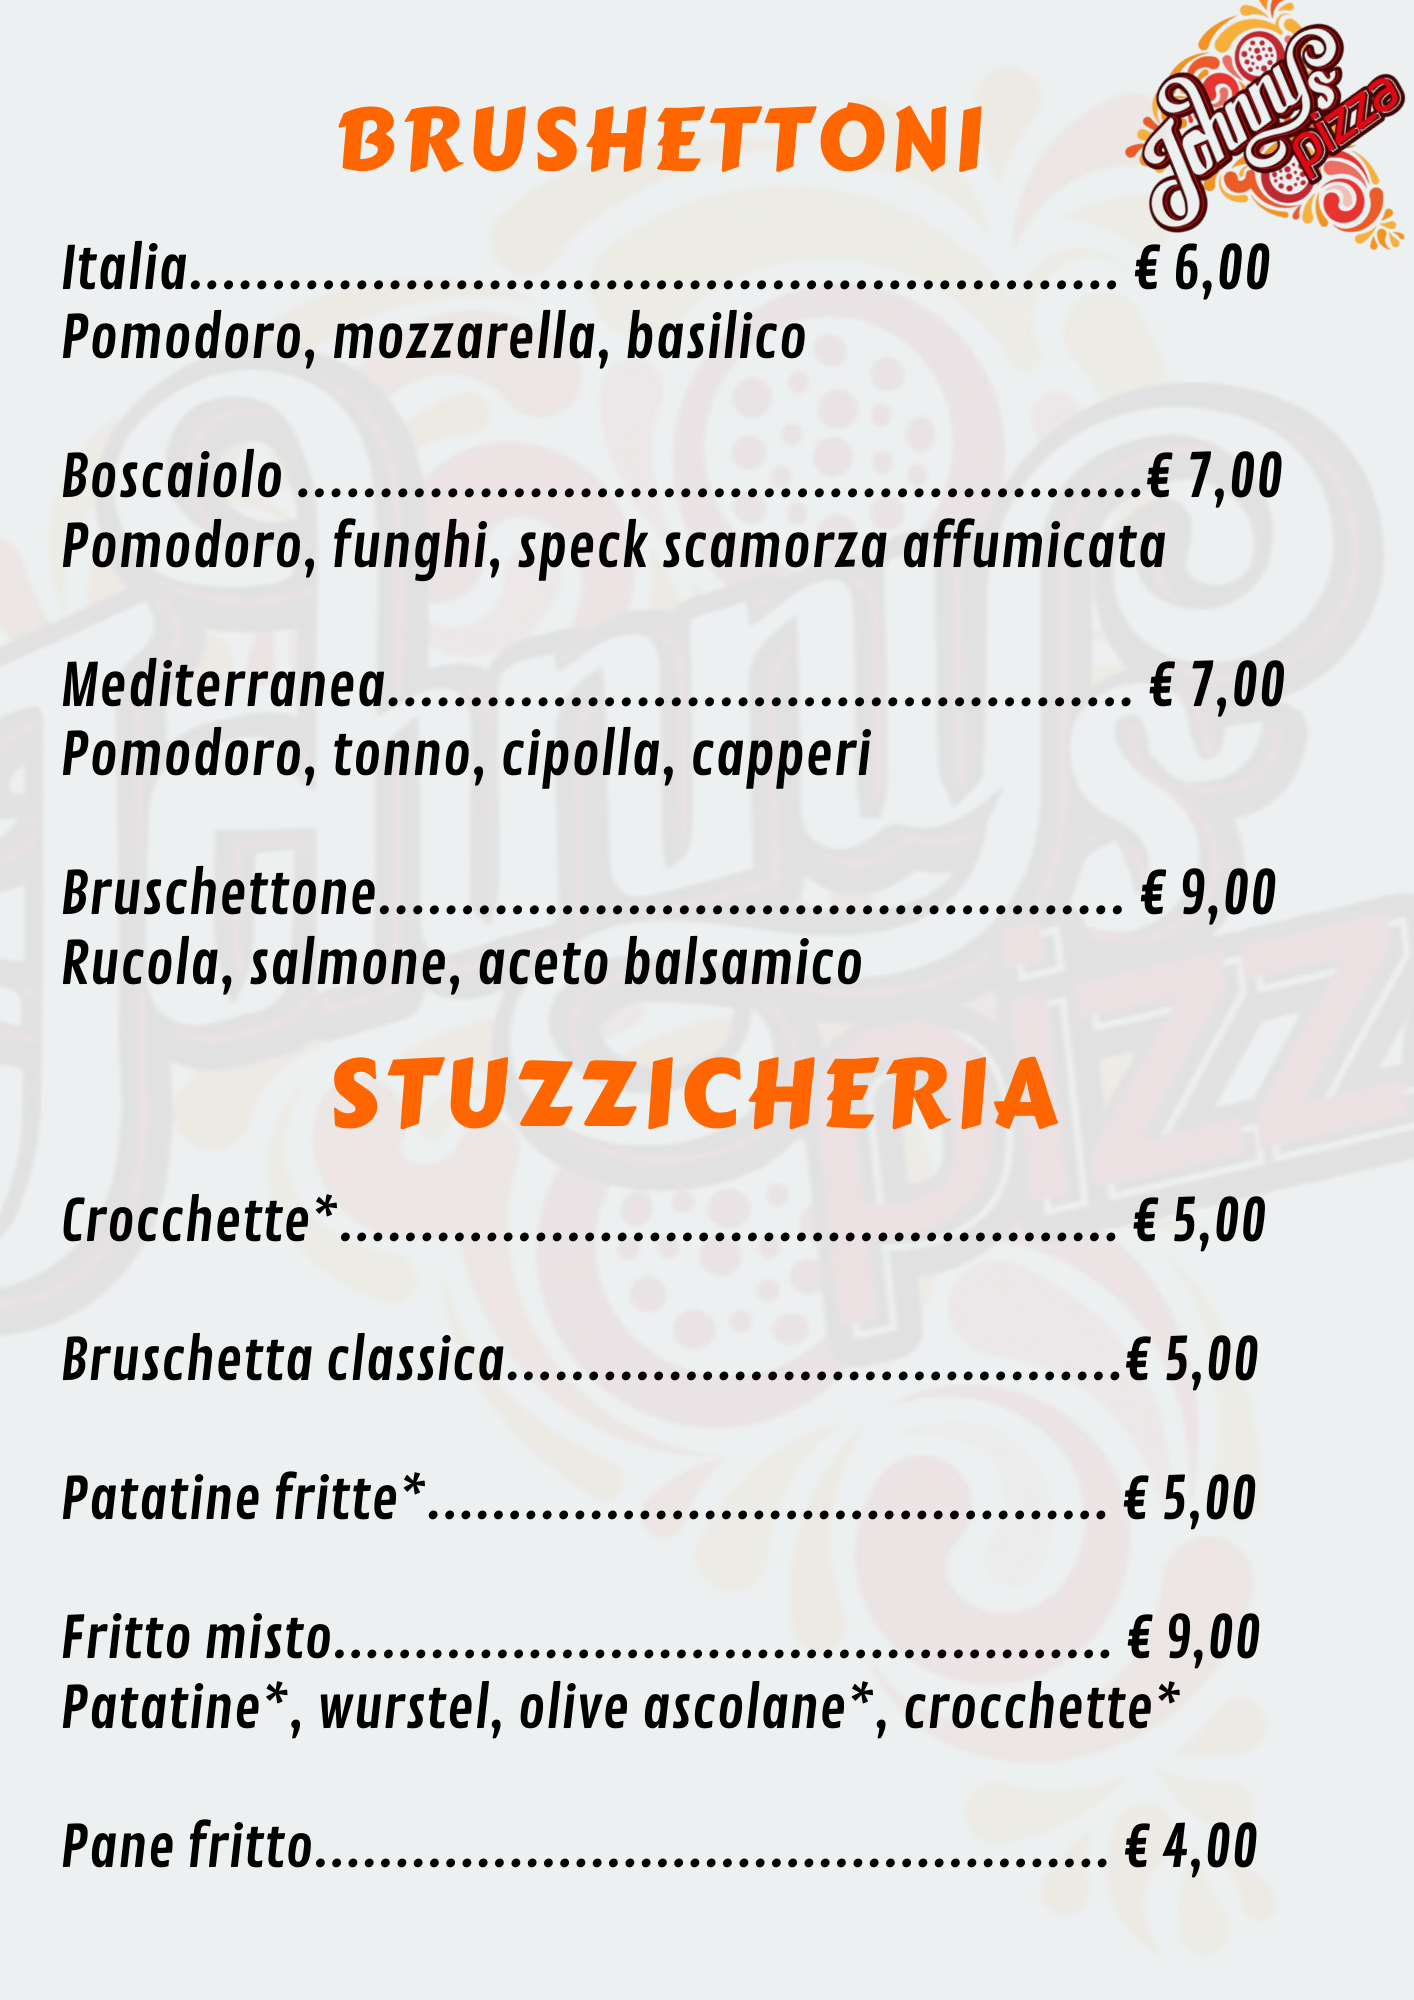 Johnny's
pizza
BRUSHETTONI
Italia........................................................ € 6,00
Pomodoro, mozzarella, basilico
Boscaiolo ...................................................€ 7,00
Pomodoro, funghi, speck scamorza affumicata
Mediterranea............................................. € 7,00
Pomodoro, tonno, cipolla, capperi
Bruschettone............................................. € 9,00
Rucola, salmone, aceto balsamico
STUZZICHERIA
Crocchette*............................................... € 5,00
Bruschetta classica.....................................€ 5,00
Patatine fritte*......................................... € 5,00
Fritto misto............................................... € 9,00
Patatine*, wurstel, olive ascolane*, crocchette*
Pane fritto................................................ € 4,00